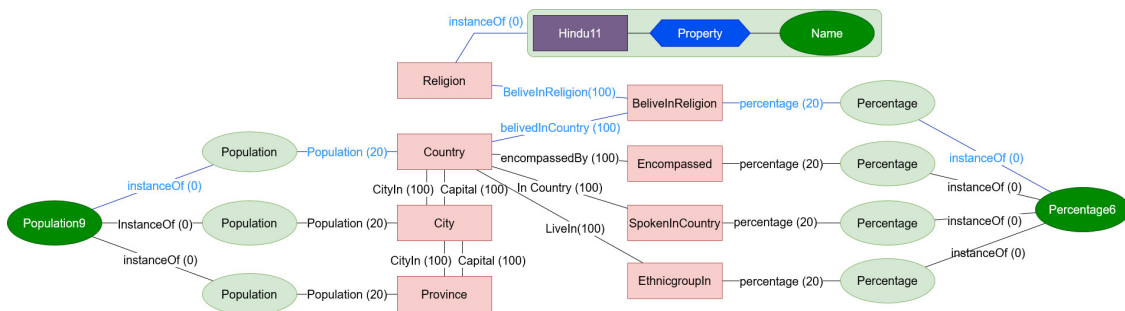 instanceOf (0)
Hindu11
Property
Name
Religion
BeliveInReligion(100)
BeliveInReligion
percentage (20)
Percentage
belivedInCountry (100)
Population
Population (20)
Country
encompassedBy (100)
Encompassed
percentage (20)
Percentage
instanceOf (0)
instanceOf (0)
CityIn (100)
Capital (100)
In Country (100)
instanceOf (0)
Population9
InstanceOf (0)
Population
Population (20)
City
LiveIn(100)
SpokenInCountry
percentage (20)
Percentage
instanceOf (0)
Percentage6
instanceOf (0)
CityIn (100)
Capital (100)
instanceOf (0)
Population
Population (20)
Province
EthnicgroupIn
percentage (20)
Percentage